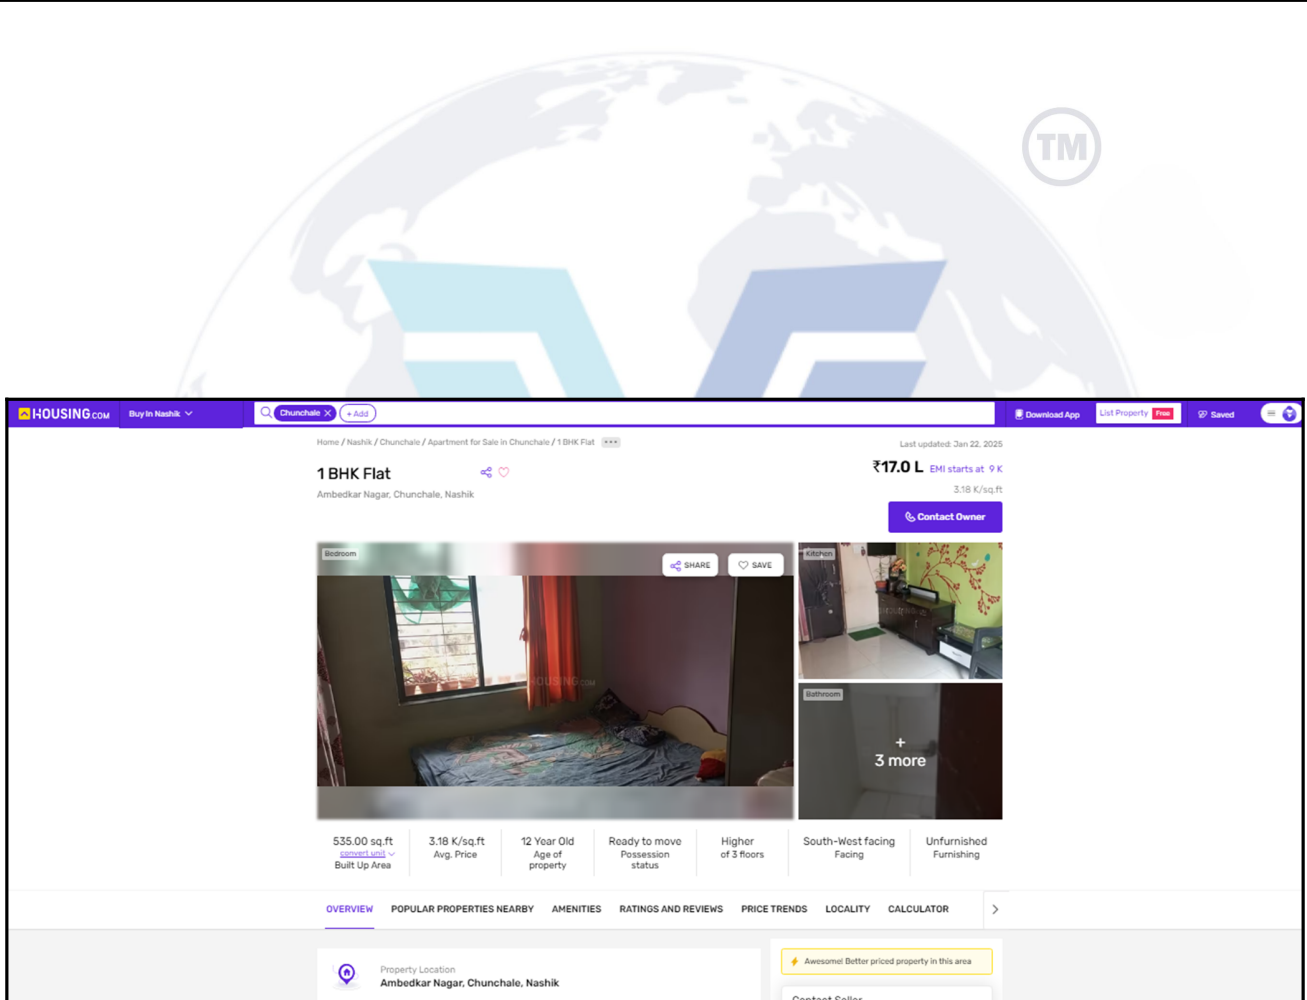 TM
HOUSING.COM
Buy In Nashik
Chunchale
+ Add
Download App
List Property Free
Saved
Home / Nashik / Chunchale / Apartment for Sale in Chunchale / 1 BHK Flat
Last updated: Jan 22, 2025
1 BHK Flat
₹17.0 L EMI starts at 9 K
Ambedkar Nagar, Chunchale, Nashik
3.18 K/sq.ft
Contact Owner
Bedroom
SHARE
SAVE
Kitchen
HOUSING.COM
HOUSING
Bathroom
+
3 more
535.00 sq.ft
convert unit
Built Up Area
3.18 K/sq.ft
Avg. Price
12 Year Old
Age of
property
Ready to move
Possession
status
Higher
of 3 floors
South-West facing
Facing
Unfurnished
Furnishing
OVERVIEW
POPULAR PROPERTIES NEARBY
AMENITIES
RATINGS AND REVIEWS
PRICE TRENDS
LOCALITY
CALCULATOR
Property Location
Ambedkar Nagar, Chunchale, Nashik
Awesome! Better priced property in this area
Contact Seller